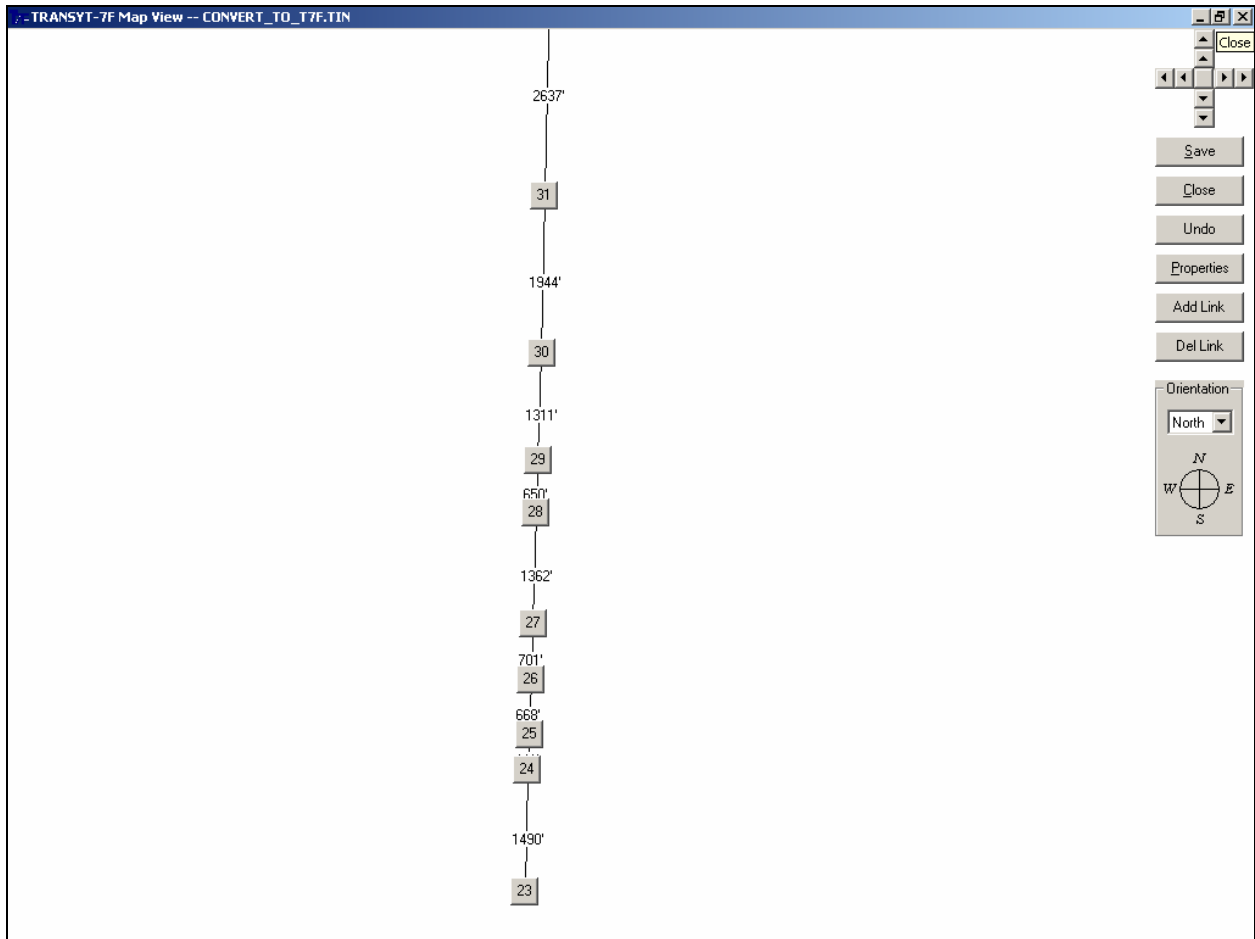 TRANSYT-7F Map View -- CONVERT_TO_T7F.TIN
Close
2637'
31
1944'
30
1311'
29
650'
28
1362'
27
701'
26
668'
25
24
1490'
23
Save
Close
Undo
Properties
Add Link
Del Link
Orientation
North
N
W E
S